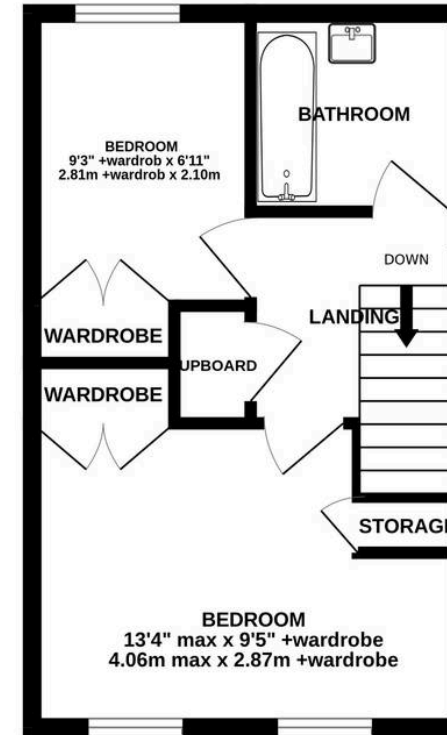 BATHROOM
BEDROOM
9'3" +wardrob x 6'11"
2.81m +wardrob x 2.10m
DOWN
LANDING
WARDROBE
UPBOARD
WARDROBE
STORAGE
BEDROOM
13'4" max x 9'5" +wardrobe
4.06m max x 2.87m +wardrobe